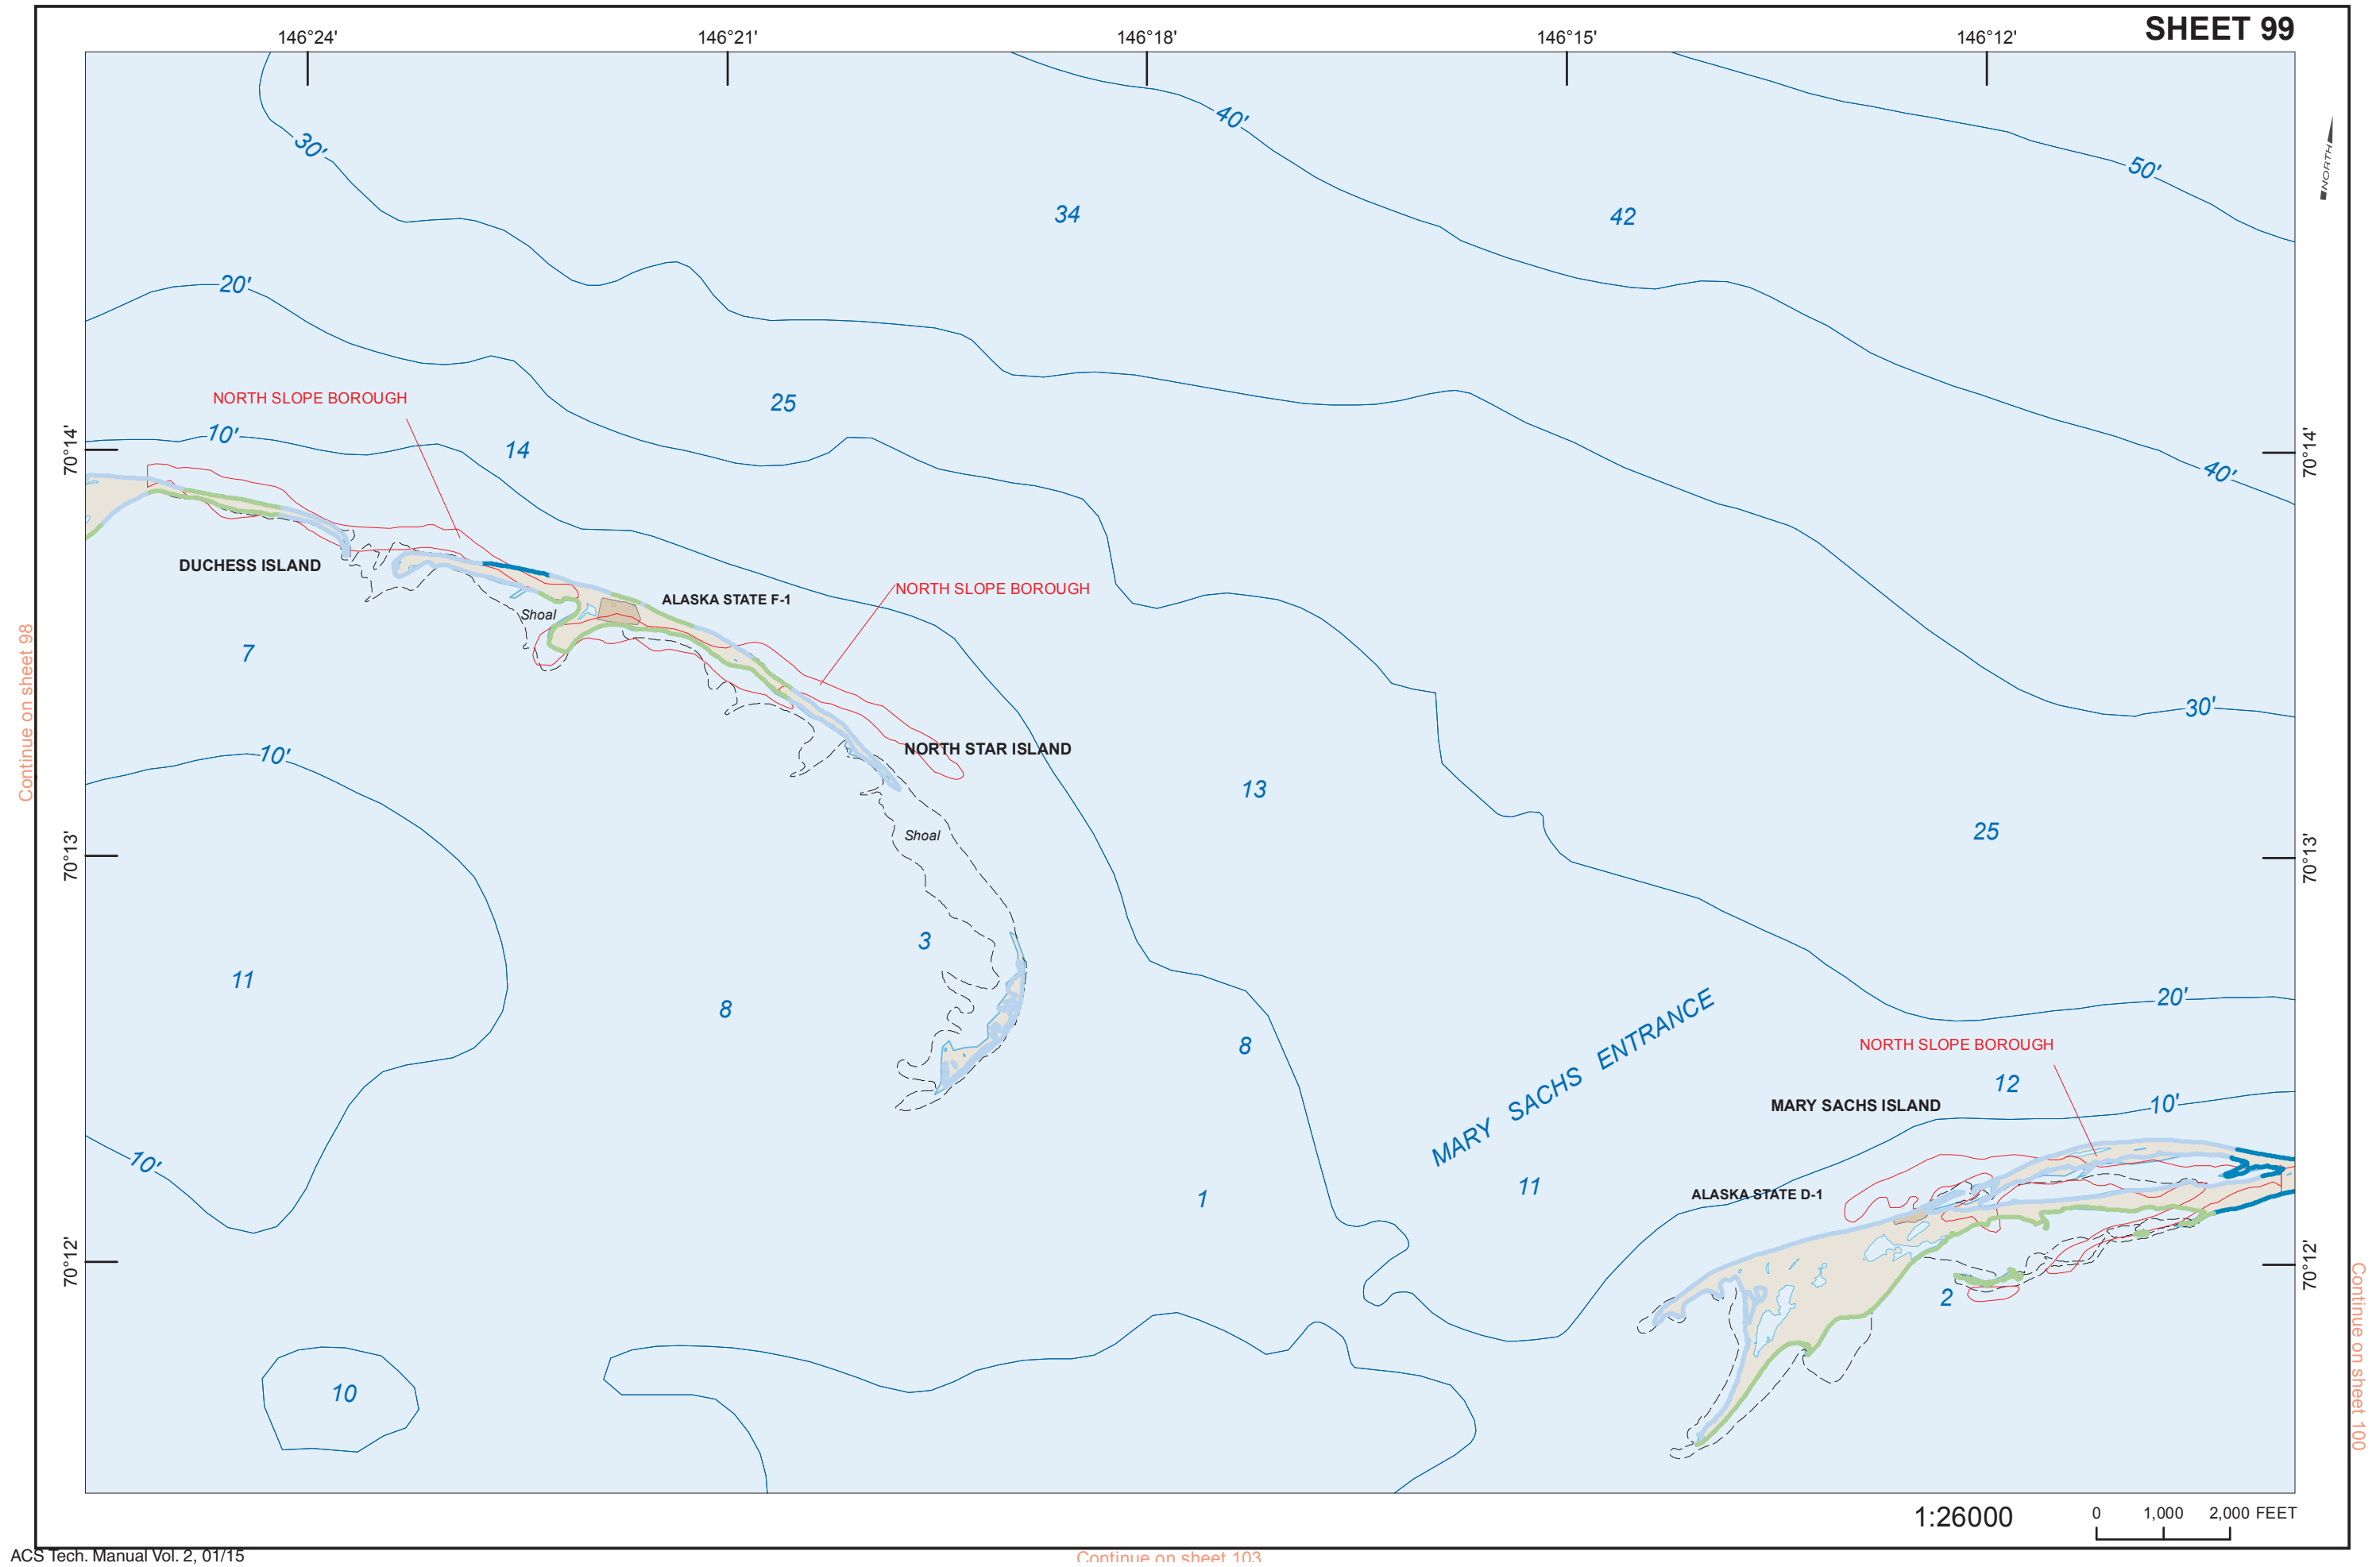 SHEET 99
146°24'
146°21'
146°18'
146°15'
146°12'
NORTH
30'
40'
50'
34
42
20'
NORTH SLOPE BOROUGH
25
10'
14
70°14'
70°14'
40'
DUCHESS ISLAND
ALASKA STATE F-1
NORTH SLOPE BOROUGH
Shoal
7
Continue on sheet 98
30'
10'
NORTH STAR ISLAND
13
Shoal
25
70°13'
70°13'
3
11
8
20'
MARY SACHS ENTRANCE
8
NORTH SLOPE BOROUGH
12
MARY SACHS ISLAND
10'
10'
11
1
ALASKA STATE D-1
70°12'
70°12'
2
Continue on sheet 100
10
1:26000
0 1,000 2,000 FEET
ACS Tech. Manual Vol. 2, 01/15
Continue on sheet 103